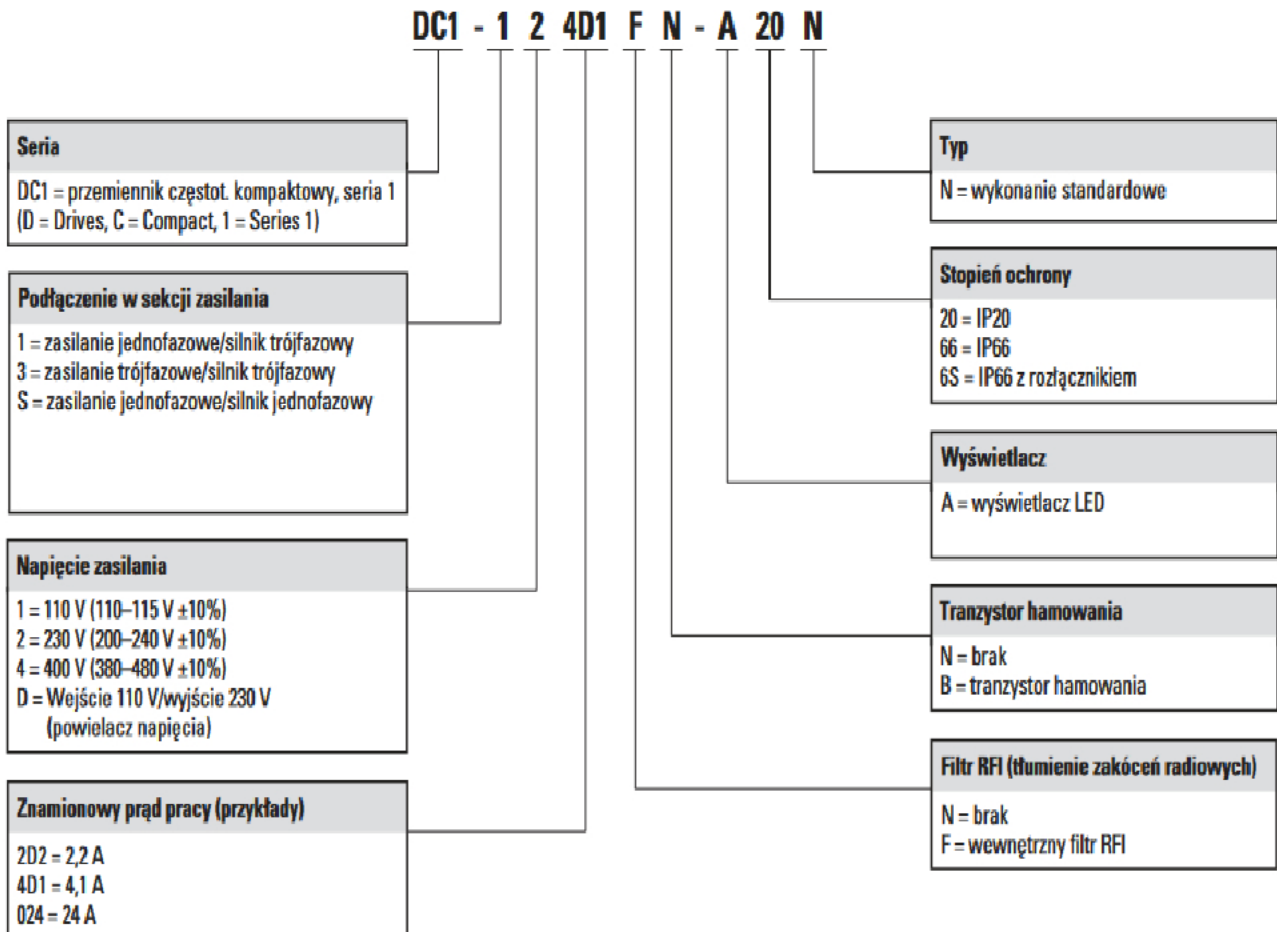 DC1 - 1 2 4D1 F N - A 20 N
Seria
DC1 = przemiennik częstot. kompaktowy, seria 1
(D = Drives, C = Compact, 1 = Series 1)
Podłączenie w sekcji zasilania
1 = zasilanie jednofazowe/silnik trójfazowy
3 = zasilanie trójfazowe/silnik trójfazowy
S = zasilanie jednofazowe/silnik jednofazowy
Napięcie zasilania
1 = 110 V (110–115 V ±10%)
2 = 230 V (200–240 V ±10%)
4 = 400 V (380–480 V ±10%)
D = Wejście 110 V/wyjście 230 V
(powielacz napięcia)
Znamionowy prąd pracy (przykłady)
2D2 = 2,2 A
4D1 = 4,1 A
024 = 24 A
Typ
N = wykonanie standardowe
Stopień ochrony
20 = IP20
66 = IP66
6S = IP66 z rozłącznikiem
Wyświetlacz
A = wyświetlacz LED
Tranzystor hamowania
N = brak
B = tranzystor hamowania
Filtr RFI (tłumienie zakóceń radiowych)
N = brak
F = wewnętrzny filtr RFI